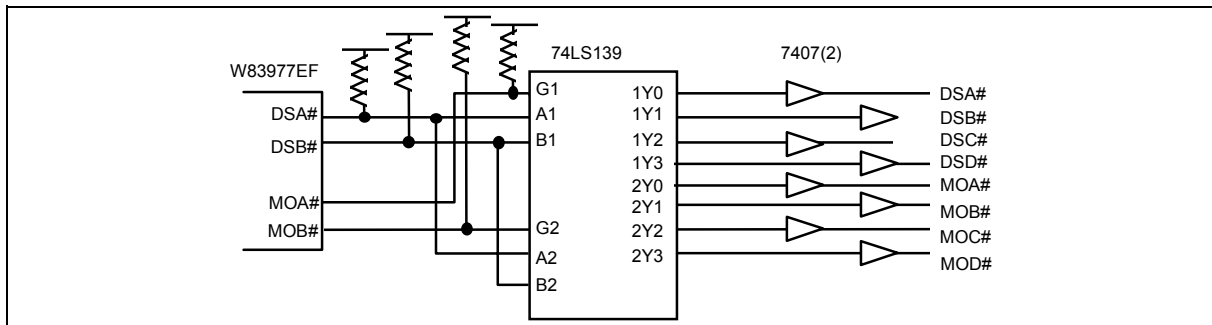 74LS139
7407(2)
W83977EF
DSA#
DSB#
MOA#
MOB#
G1
A1
B1
G2
A2
B2
1Y0
1Y1
1Y2
1Y3
2Y0
2Y1
2Y2
2Y3
DSA#
DSB#
DSC#
DSD#
MOA#
MOB#
MOC#
MOD#